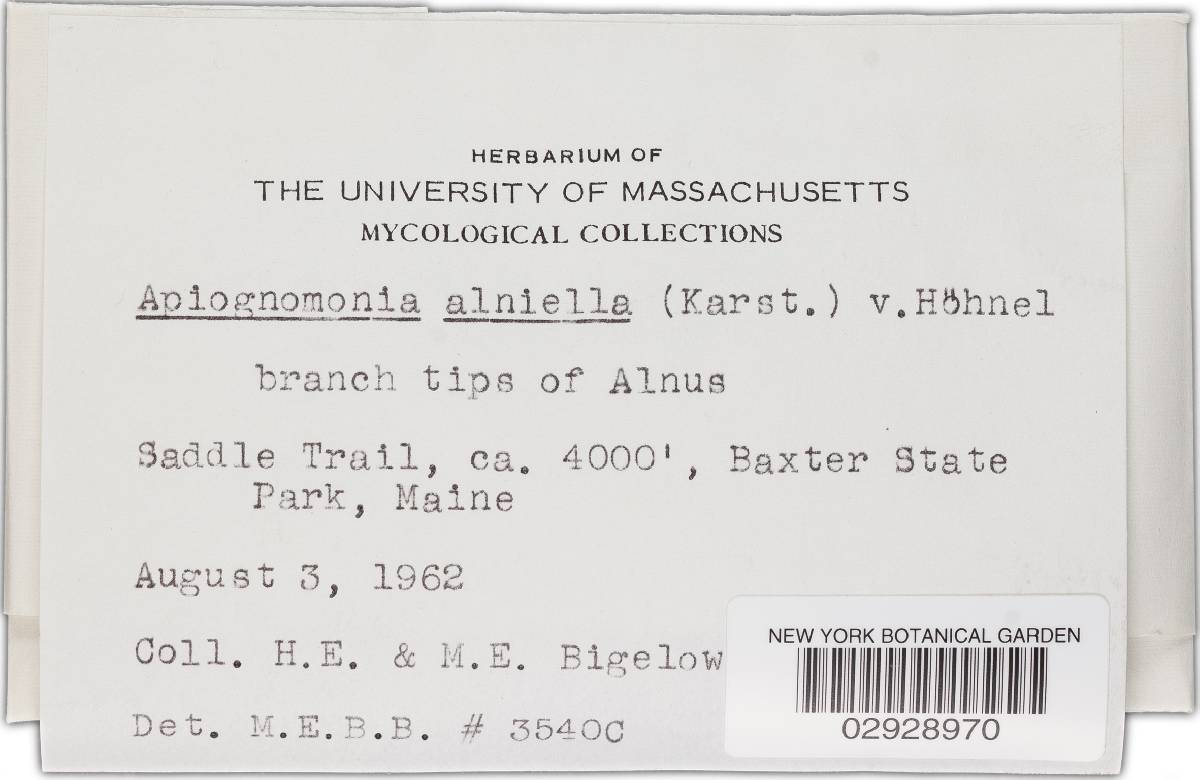 HERBARIUM OF
THE UNIVERSITY OF MASSACHUSETTS
MYCOLOGICAL COLLECTIONS
Apiognomonia alniella (Karst.) v.Höhnel
branch tips of Alnus
Saddle Trail, ca. 4000', Baxter State
Park, Maine
August 3, 1962
Coll. H.E. & M.E. Bigelow
Det. M.E.B.B. # 3540C
NEW YORK BOTANICAL GARDEN
02928970